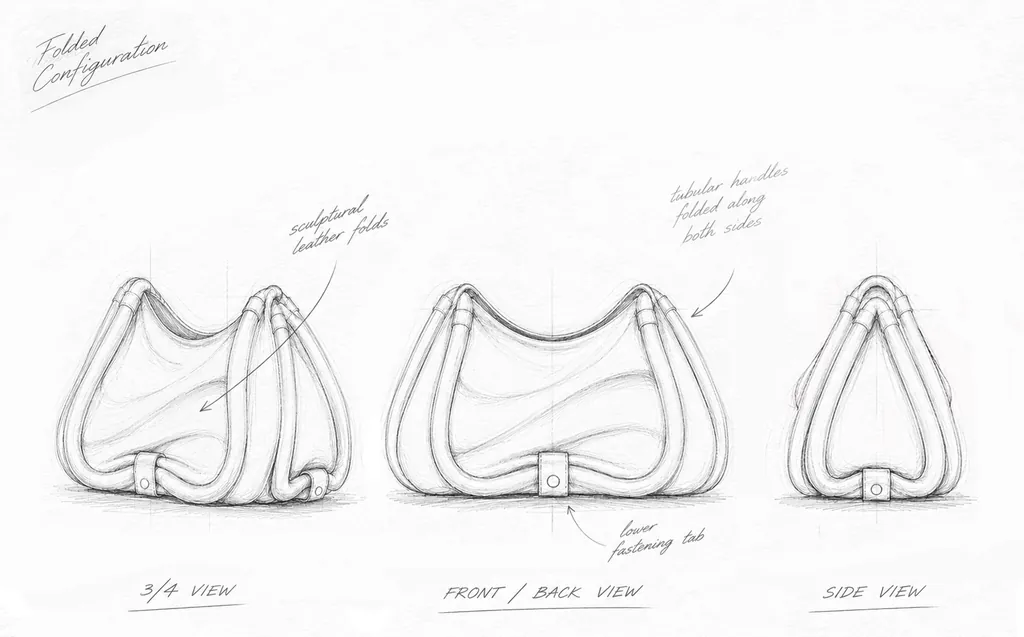 Folded
Configuration
sculptural
leather folds
tubular handles
folded along
both sides
lower
fastening tab
3/4 VIEW
FRONT / BACK VIEW
SIDE VIEW